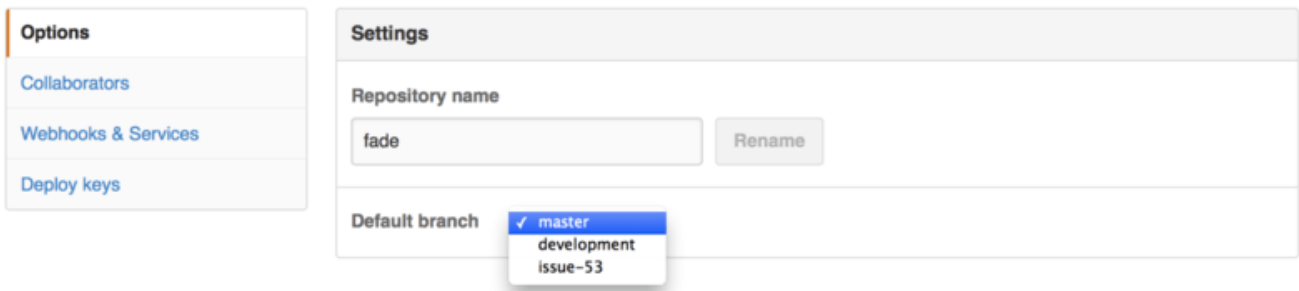 Options
Collaborators
Webhooks & Services
Deploy keys
Settings
Repository name
fade
Rename
Default branch
✓ master
development
issue-53